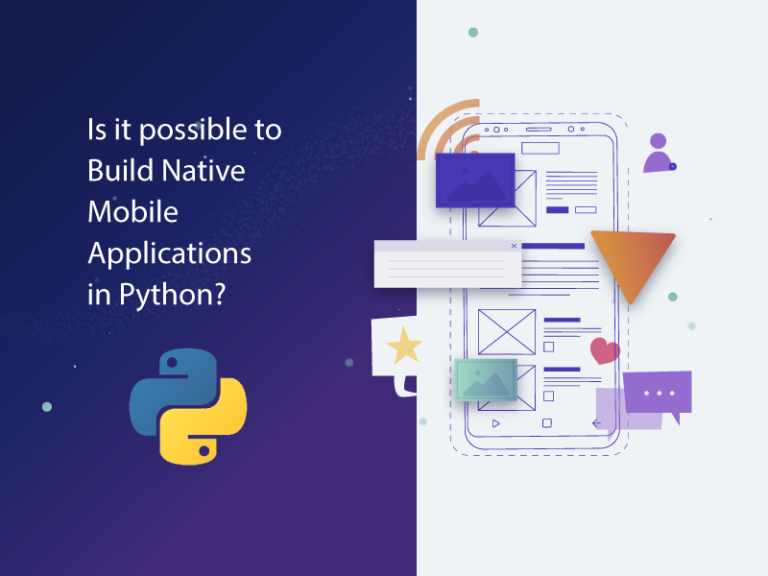 Is it possible to
Build Native
Mobile
Applications
in Python?